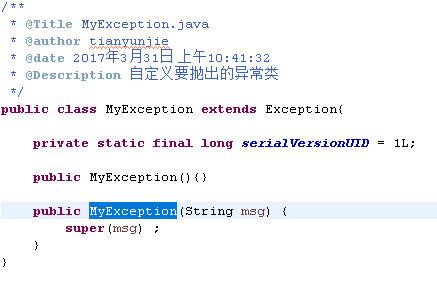 /**
 * @Title MyException.java
 * @author tianyunjie
 * @date 2017年3月31日 上午10:41:32
 * @Description 自定义要抛出的异常类
 */
public class MyException extends Exception{
    private static final long serialVersionUID = 1L;
    public MyException(){}
    public MyException(String msg) {
        super(msg) ;
    }
}